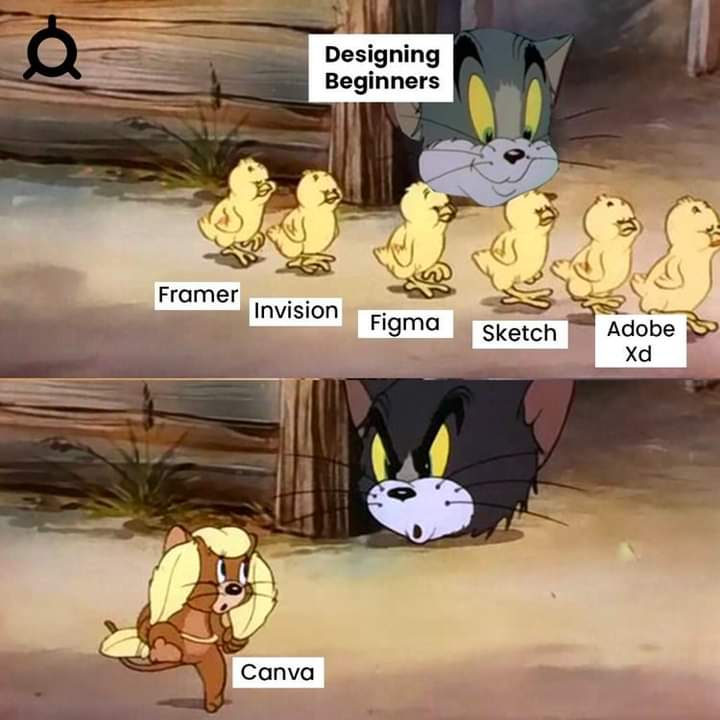 Designing
Beginners
Framer
Invision
Figma
Sketch
Adobe
Xd
Canva